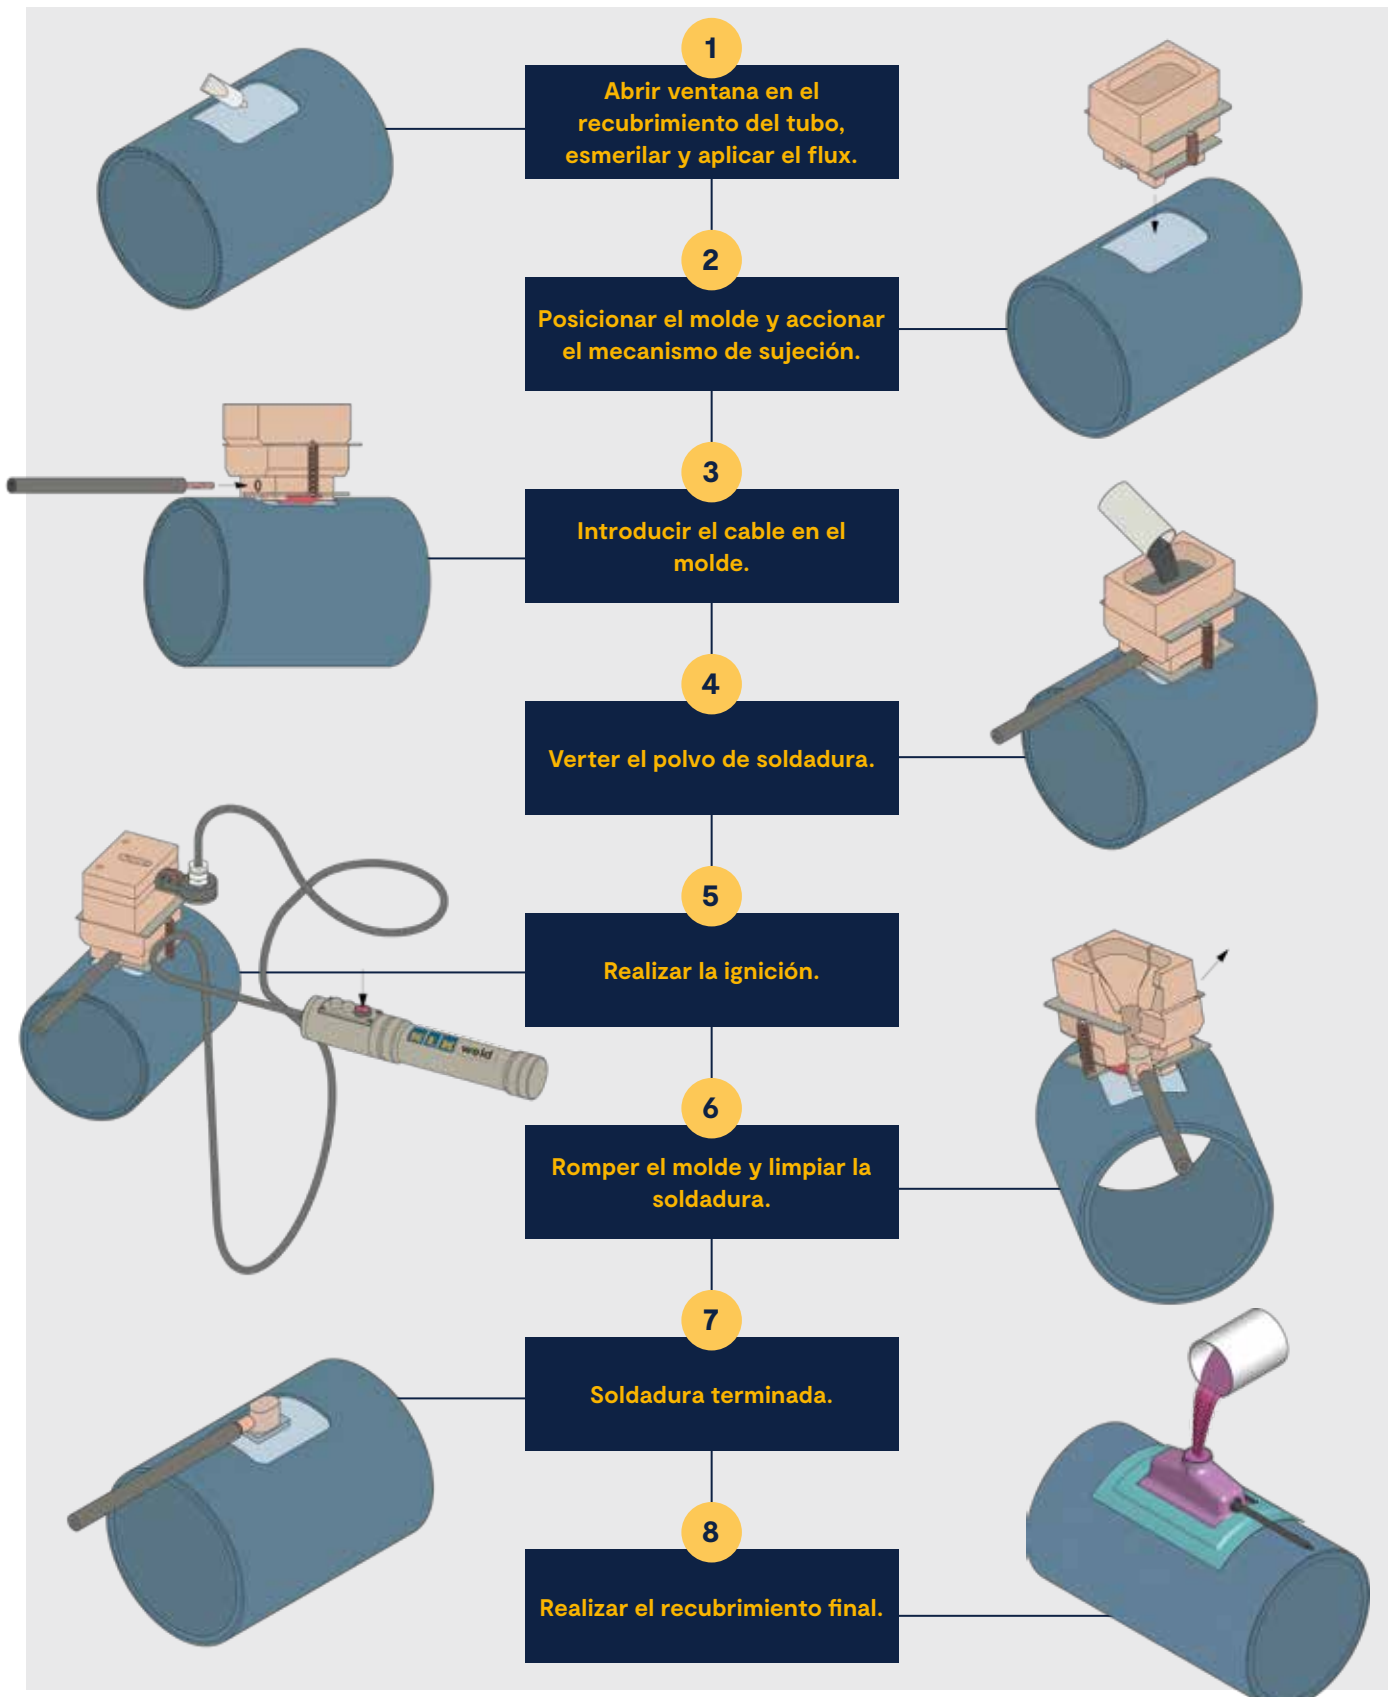 1
Abrir ventana en el
recubrimiento del tubo,
esmerilar y aplicar el flux.
2
Posicionar el molde y accionar
el mecanismo de sujeción.
3
Introducir el cable en el
molde.
4
Verter el polvo de soldadura.
5
Realizar la ignición.
weld
6
Romper el molde y limpiar la
soldadura.
7
Soldadura terminada.
8
Realizar el recubrimiento final.